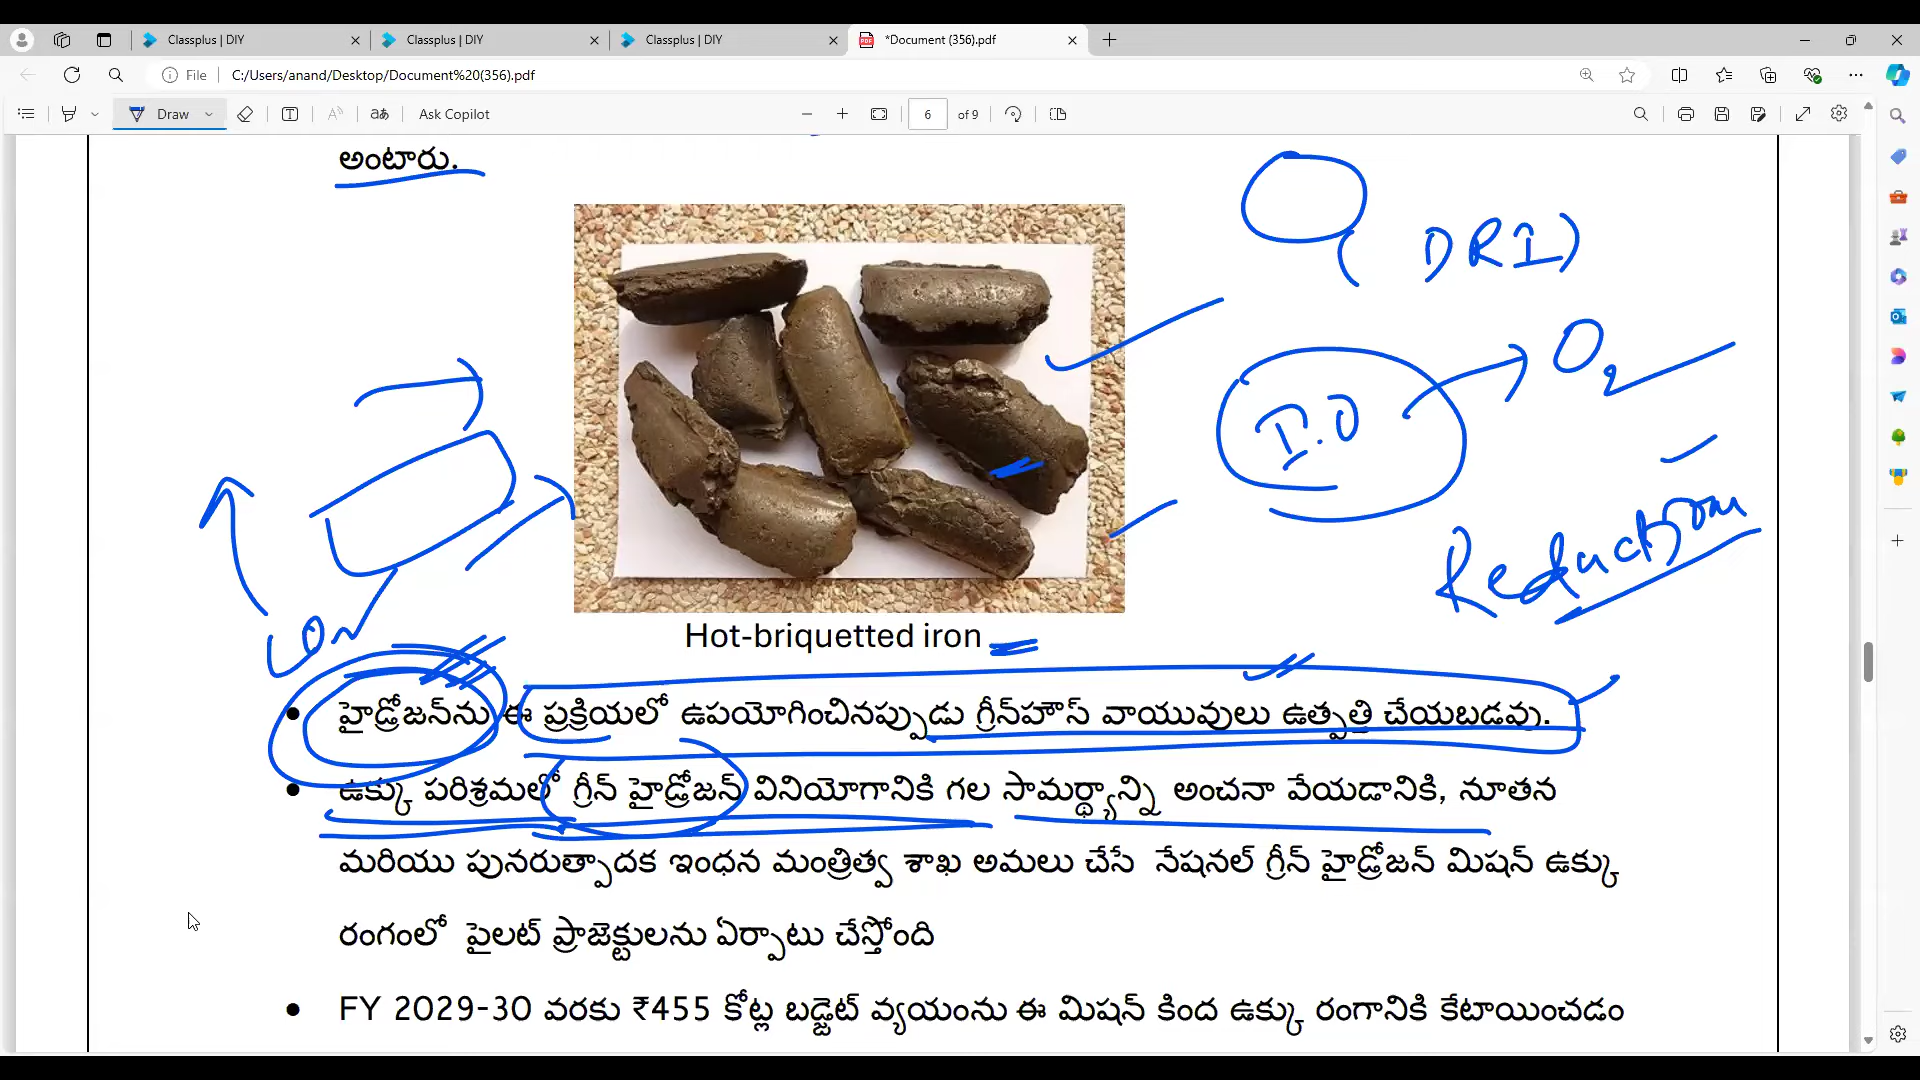 Classplus | DIY
Classplus | DIY
Classplus | DIY
*Document (356).pdf
File
C:/Users/anand/Desktop/Document%20(356).pdf
Draw
aあ
Ask Copilot
6 of 9
అంటారు.
DRI)
I.O
O2
Reduction
Hot-briquetted iron
హైడ్రోజన్‌ను ఈ ప్రక్రియలో ఉపయోగించినప్పుడు గ్రీన్‌హౌస్ వాయువులు ఉత్పత్తి చేయబడవు.
ఉక్కు పరిశ్రమలో గ్రీన్ హైడ్రోజన్ వినియోగానికి గల సామర్థ్యాన్ని అంచనా వేయడానికి, నూతన
మరియు పునరుత్పాదక ఇంధన మంత్రిత్వ శాఖ అమలు చేసే నేషనల్ గ్రీన్ హైడ్రోజన్ మిషన్ ఉక్కు
రంగంలో పైలట్ ప్రాజెక్టులను ఏర్పాటు చేస్తోంది
FY 2029-30 వరకు ₹455 కోట్ల బడ్జెట్ వ్యయంను ఈ మిషన్ కింద ఉక్కు రంగానికి కేటాయించడం